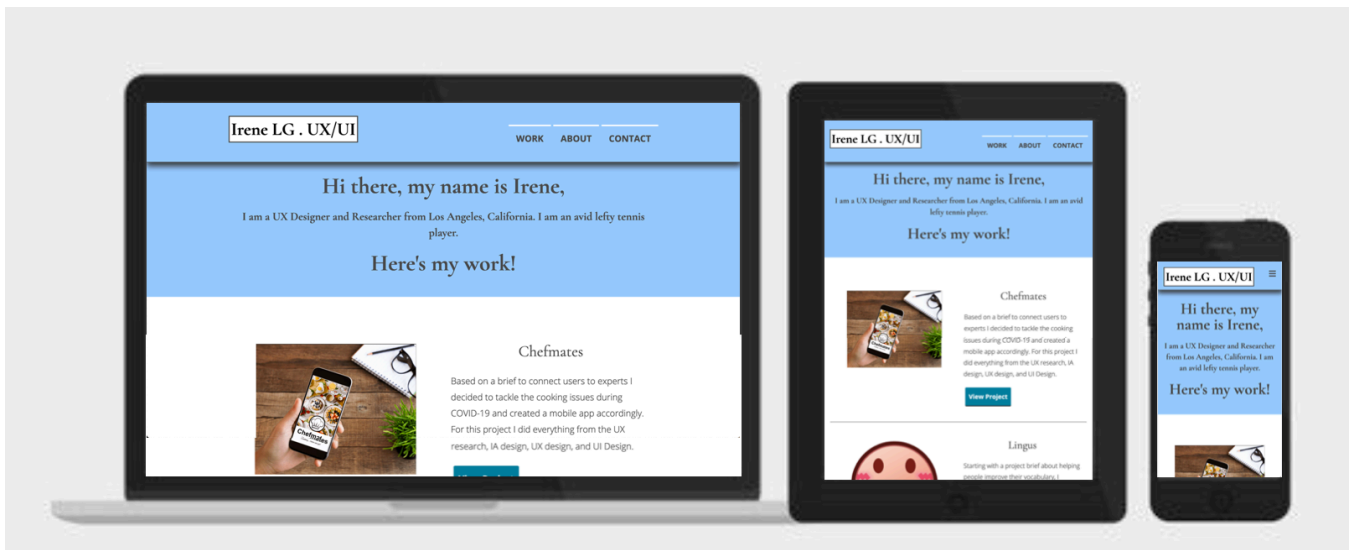 Irene LG . UX/UI
WORK ABOUT CONTACT
Hi there, my name is Irene,
I am a UX Designer and Researcher from Los Angeles, California. I am an avid lefty tennis
player.
Here's my work!
Chefmates
Chefmates
Based on a brief to connect users to experts I
decided to tackle the cooking issues during
COVID-19 and created a mobile app accordingly.
For this project I did everything from the UX
research, IA design, UX design, and UI Design.
Irene LG . UX/UI
WORK ABOUT CONTACT
Hi there, my name is Irene,
I am a UX Designer and Researcher from Los Angeles, California. I am an avid
lefty tennis player.
Here's my work!
Chefmates
Chefmates
Based on a brief to connect users to
experts I decided to tackle the cooking
issues during COVID-19 and created a
mobile app accordingly. For this project I
did everything from the UX research, IA
design, UX design, and UI Design.
View Project
Lingus
Starting with a project brief about helping
people improve their vocabulary, I
Irene LG . UX/UI
Hi there, my
name is Irene,
I am a UX Designer and Researcher
from Los Angeles, California. I am
an avid lefty tennis player.
Here's my work!